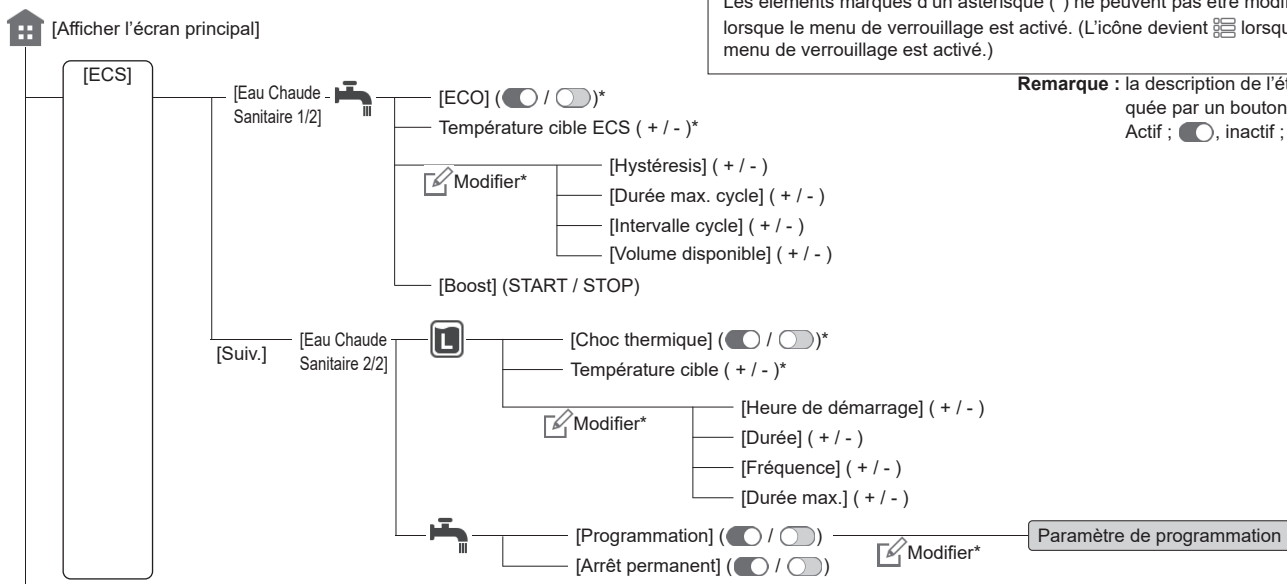 Les éléments marqués d'un astérisque (*) ne peuvent pas être
lorsque le menu de verrouillage est activé. (L'icône devient
menu de verrouillage est activé.)
[Afficher l'écran principal]
Remarque : la description de
quée par un bouton
Actif ; , inactif ;
[ECS]
[Eau Chaude
Sanitaire 1/2]
[ECO] ( / )*
Température cible ECS ( + / - )*
Modifier*
[Hystéresis] ( + / - )
[Durée max. cycle] ( + / - )
[Intervalle cycle] ( + / - )
[Volume disponible] ( + / - )
[Boost] (START / STOP)
[Suiv.]
[Eau Chaude
Sanitaire 2/2]
L
[Choc thermique] ( / )*
Température cible ( + / - )*
Modifier*
[Heure de démarrage] ( + / - )
[Durée] ( + / - )
[Fréquence] ( + / - )
[Durée max.] ( + / - )
[Programmation] ( / )
Modifier*
Paramètre de programmation
[Arrêt permanent] ( / )